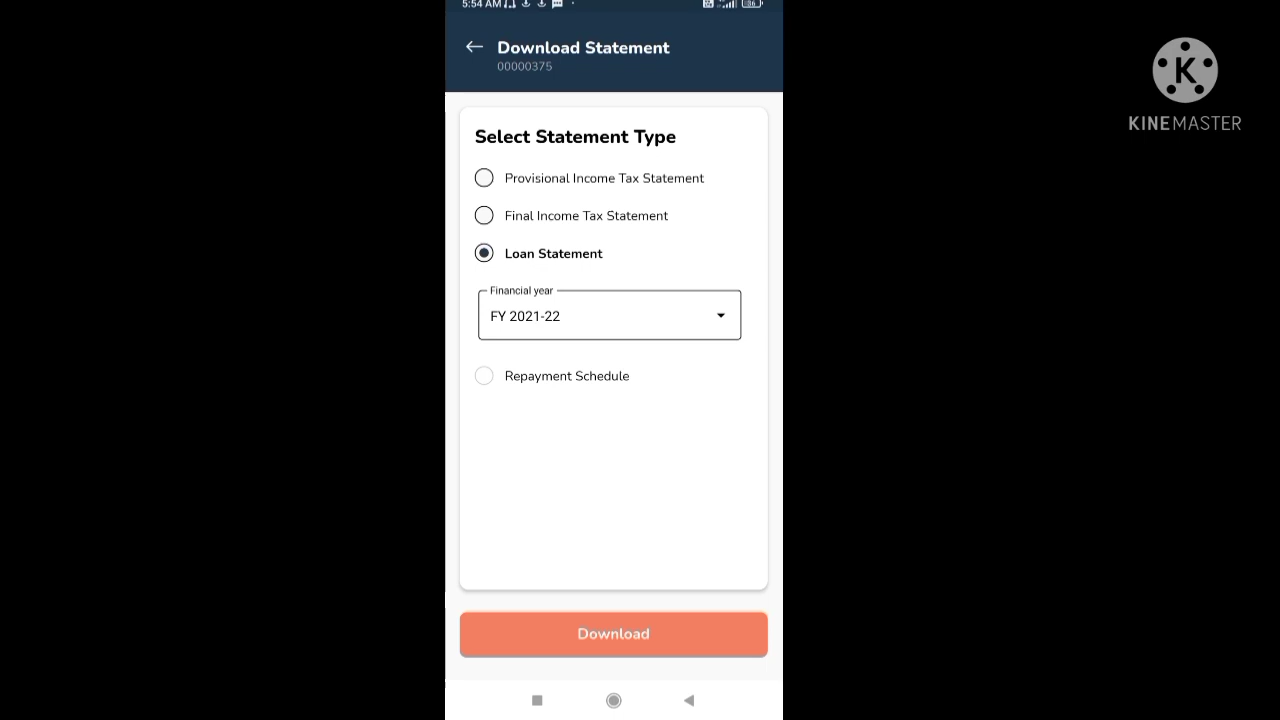 5:54 AM
Download Statement
00000375
K
KINEMASTER
Select Statement Type
Provisional Income Tax Statement
Final Income Tax Statement
Loan Statement
Financial year
FY 2021-22
Repayment Schedule
Download